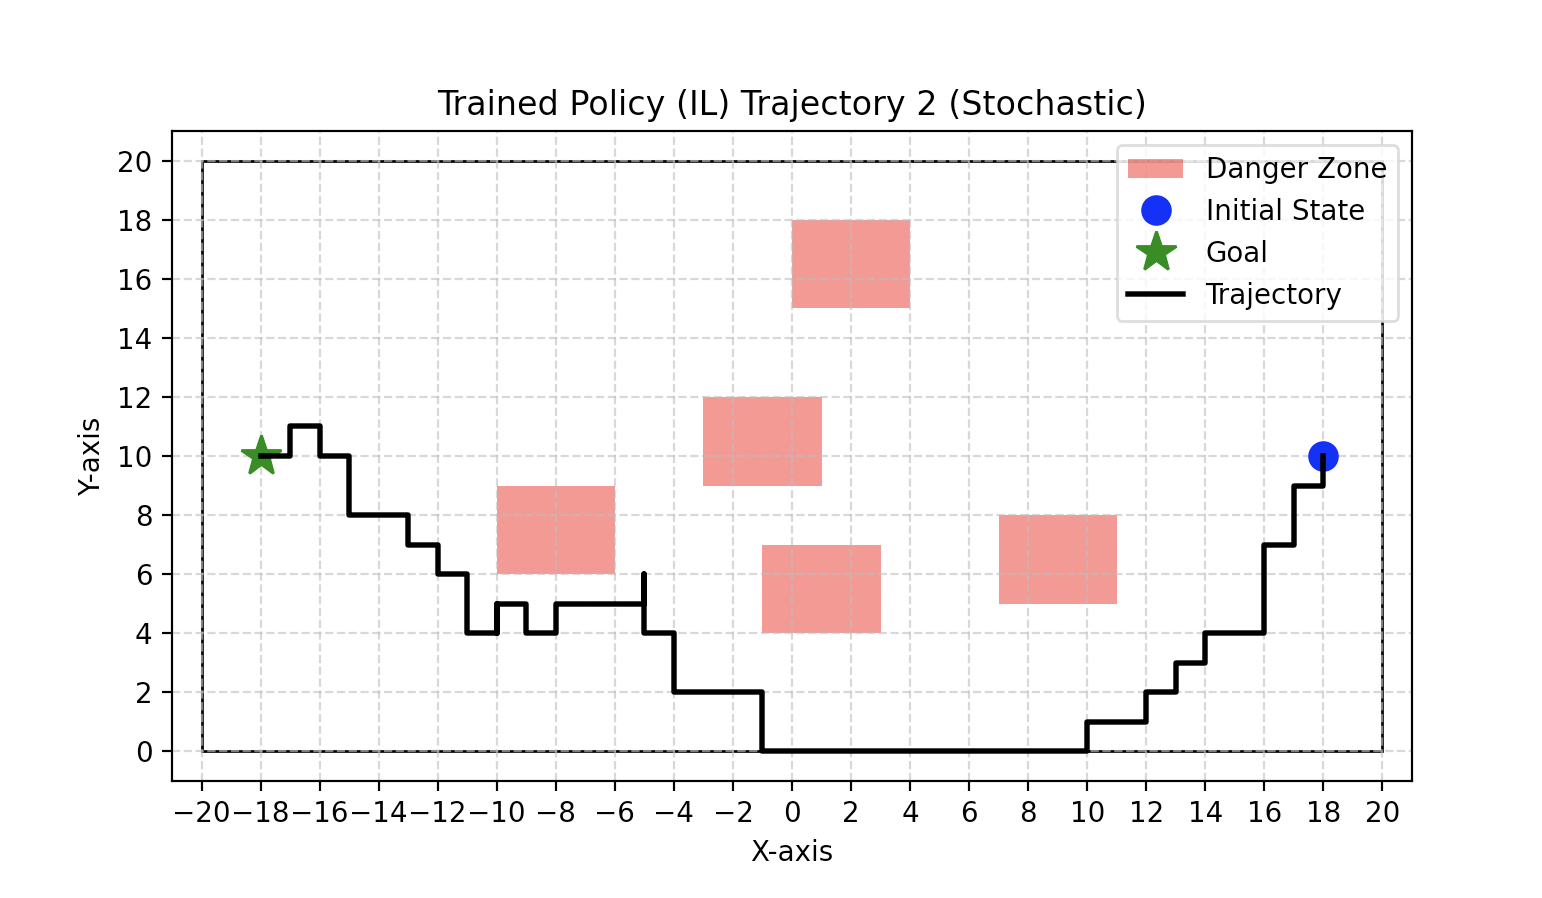 Trained Policy (IL) Trajectory 2 (Stochastic)
Danger Zone
Initial State
Goal
Trajectory
Y-axis
20
18
16
14
12
10
8
6
4
2
0
−20 −18 −16 −14 −12 −10 −8 −6 −4 −2 0 2 4 6 8 10 12 14 16 18 20
X-axis